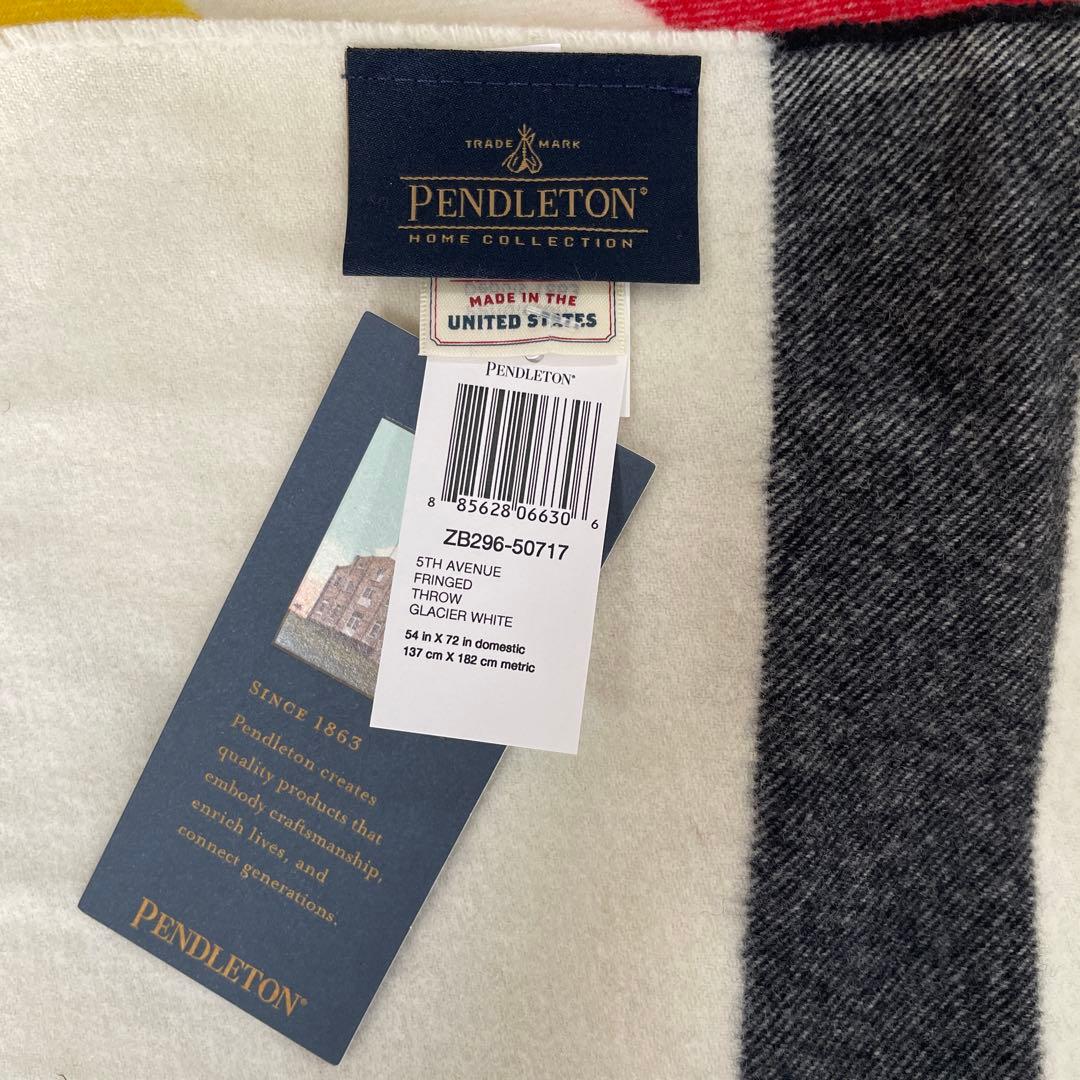 TRADE MARK
PENDLETON®
HOME COLLECTION
MADE IN THE
UNITED STATES
PENDLETON®
8 85628 06630 6
ZB296-50717
5TH AVENUE
FRINGED
THROW
GLACIER WHITE
54 in X 72 in domestic
137 cm X 182 cm metric
SINCE 1863
Pendleton creates
quality products that
embody craftsmanship,
enrich lives, and
connect generations.
PENDLETON®